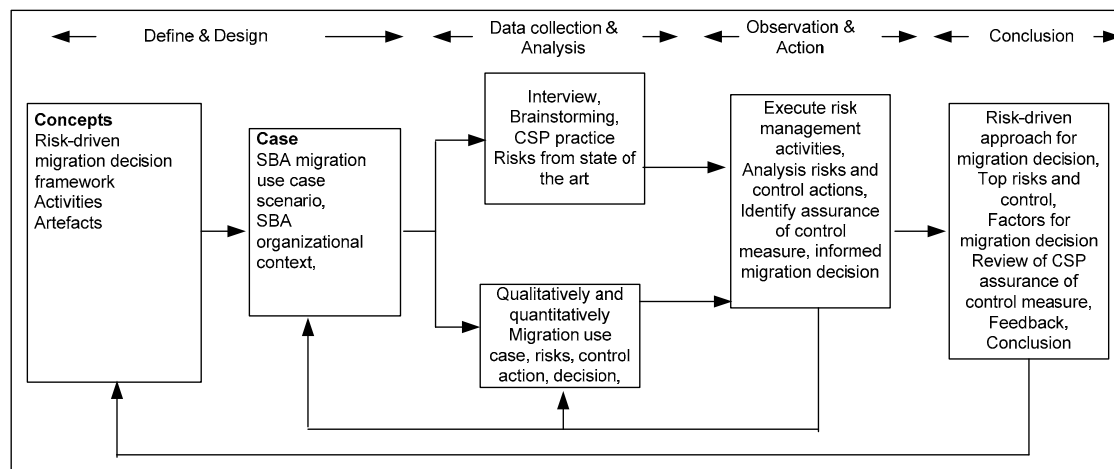 Define & Design
Data collection &
Analysis
Observation &
Action
Conclusion
Concepts
Risk-driven
migration decision
framework
Activities
Artefacts
Case
SBA migration
use case
scenario,
SBA
organizational
context,
Interview,
Brainstorming,
CSP practice
Risks from state of
the art
Qualitatively and
quantitatively
Migration use
case, risks, control
action, decision,
Execute risk
management
activities,
Analysis risks and
control actions,
Identify assurance
of control
measure, informed
migration decision
Risk-driven
approach for
migration decision,
Top risks and
control,
Factors for
migration decision
Review of CSP
assurance of
control measure,
Feedback,
Conclusion